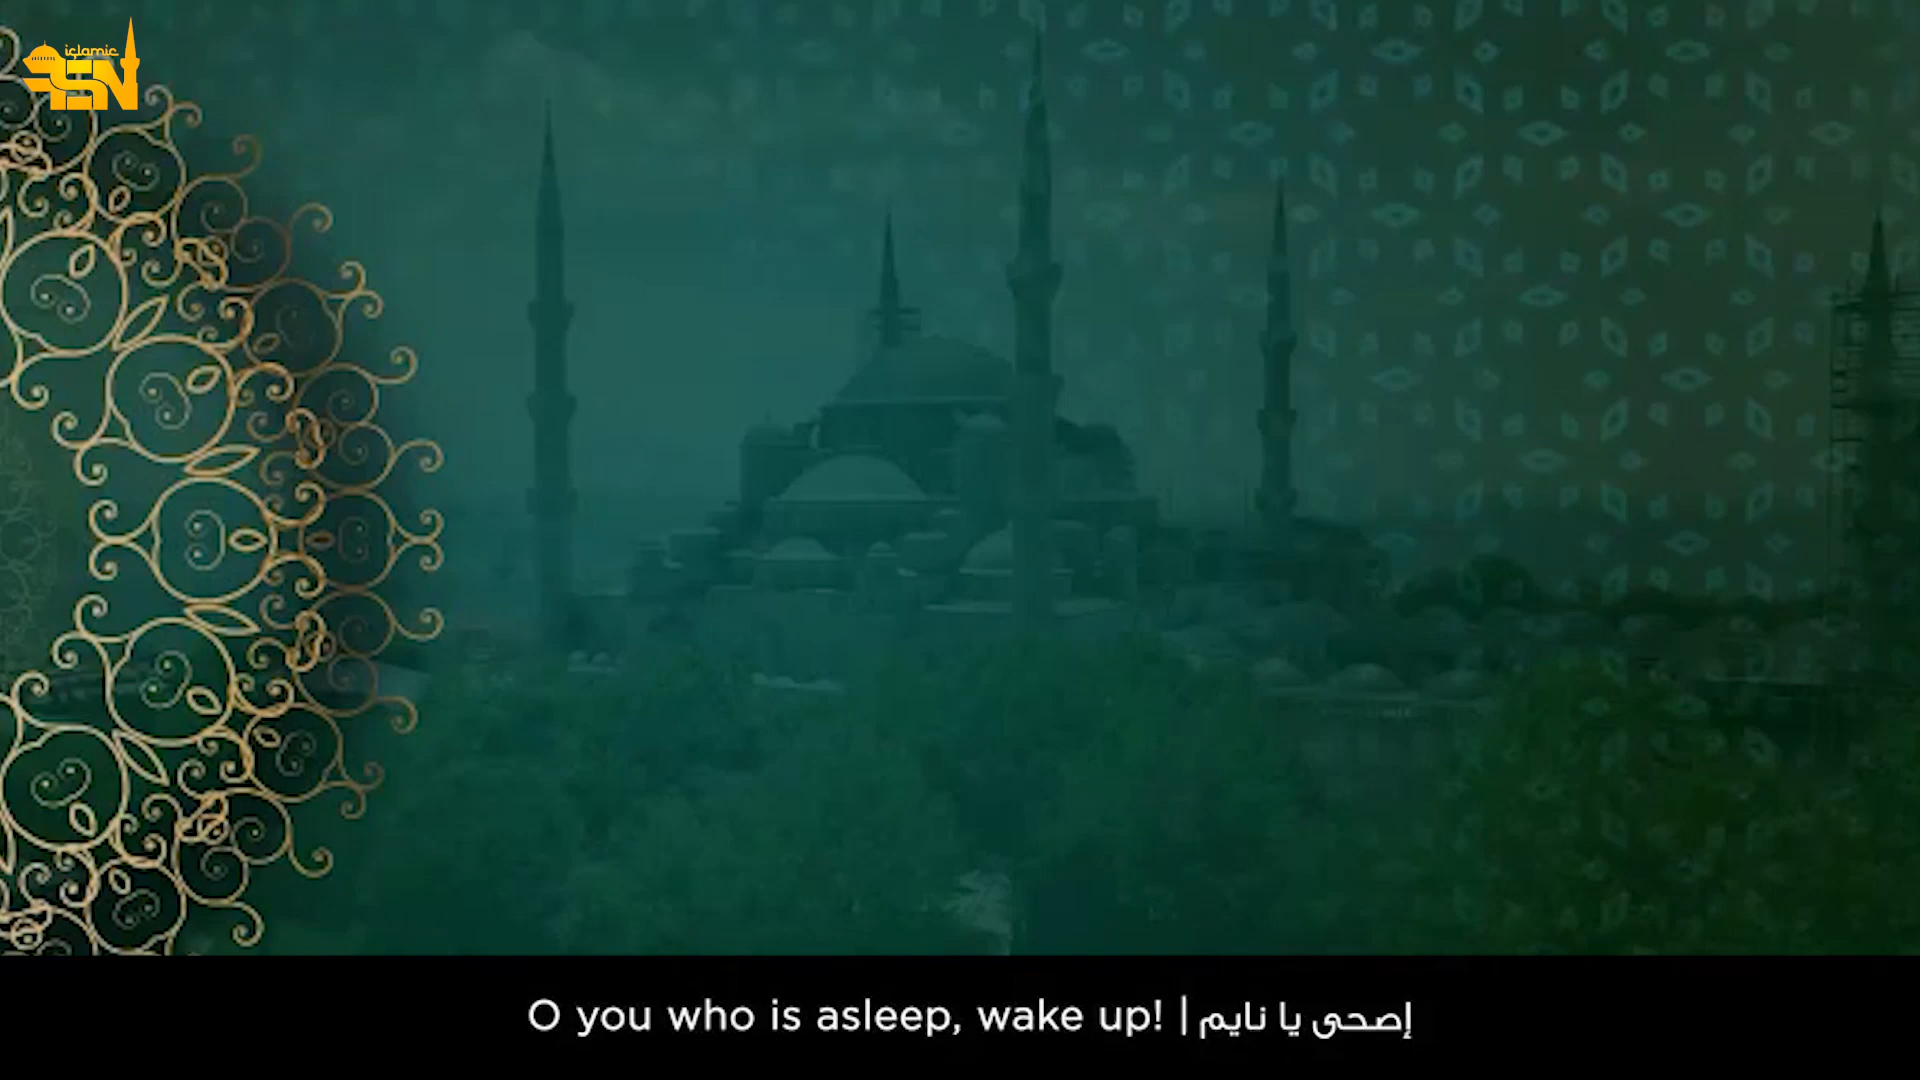 islamic
O you who is asleep, wake up! | إصحى يا نايم